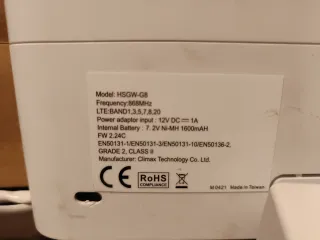 Model: HSGW-G8
Frequency:868MHz
LTE:BAND1,3,5,7,8,20
Power adaptor input : 12V DC ⎓ 1A
Internal Battery : 7.2V Ni-MH 1600mAH
FW 2.24C
EN50131-1/EN50131-3/EN50131-10/EN50136-2,
GRADE 2, CLASS II
Manufacturer: Climax Technology Co. Ltd.
CE
RoHS
COMPLIANCE
M.0421 Made In Taiwan